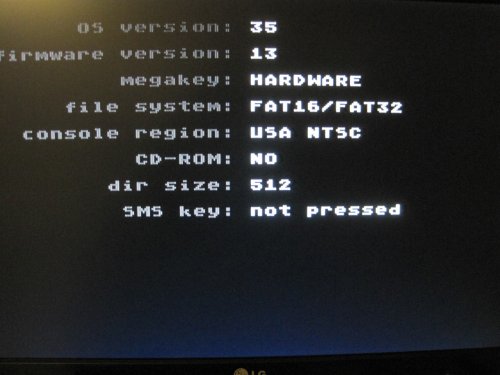 OS version: 35
firmware version: 13
megakey: HARDWARE
file system: FAT16/FAT32
console region: USA NTSC
CD-ROM: NO
dir size: 512
SMS key: not pressed
LG